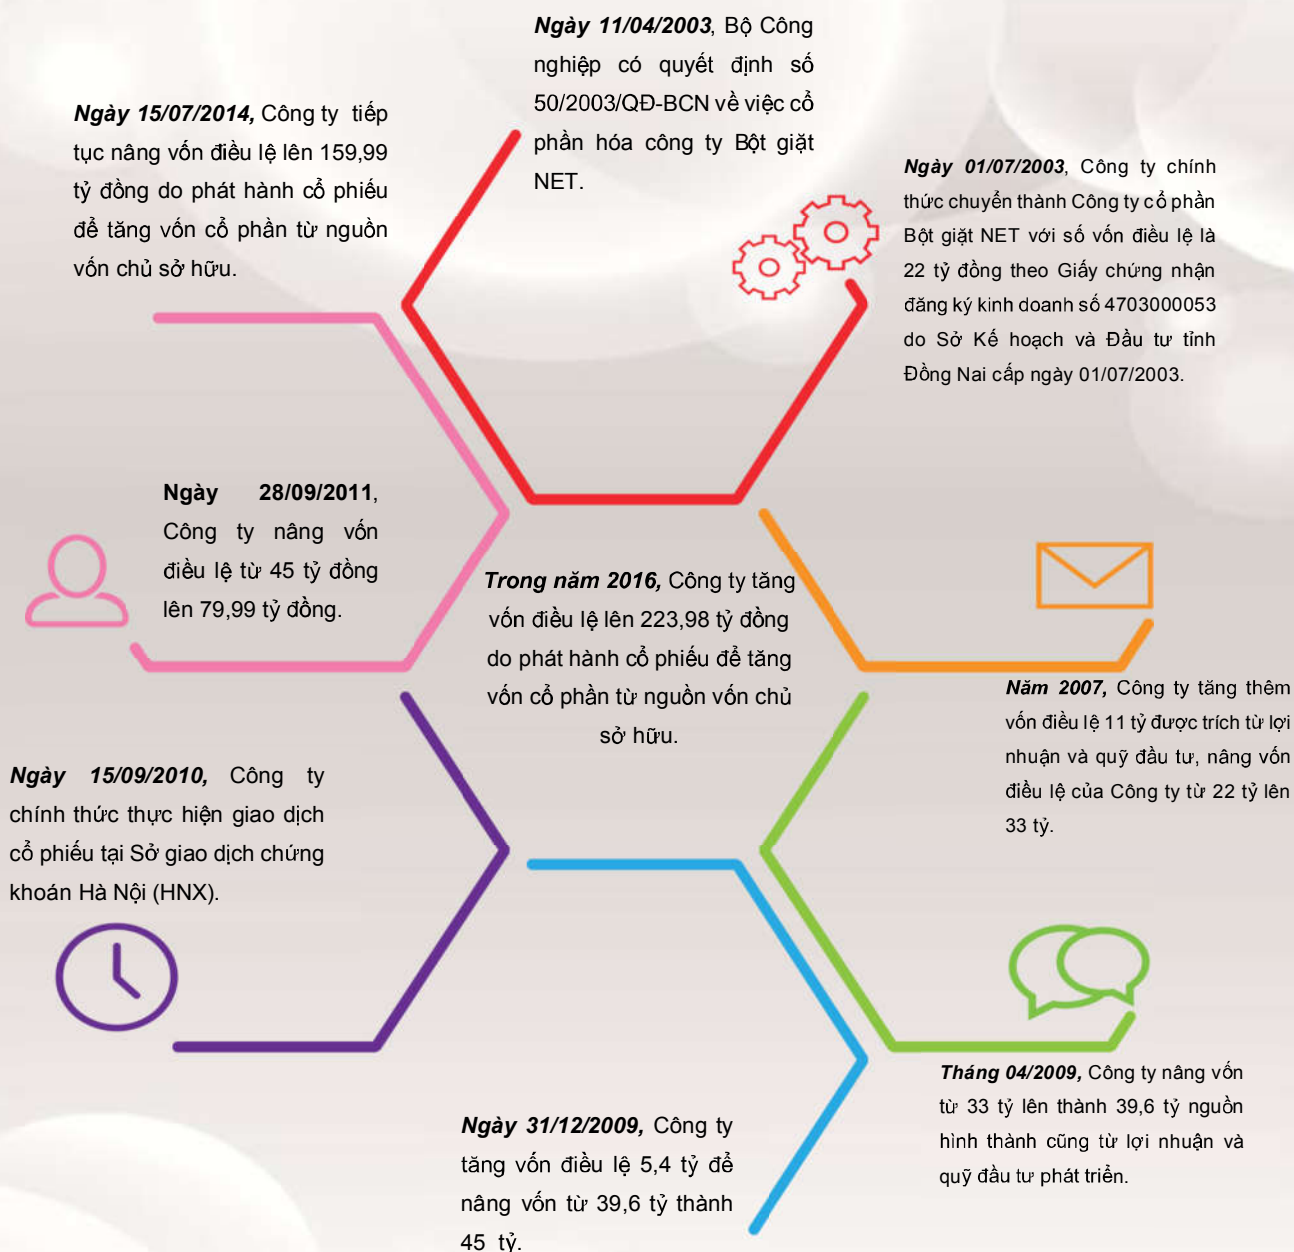 Ngày 11/04/2003, Bộ Công
nghiệp có quyết định số
50/2003/QĐ-BCN về việc cổ
phần hóa công ty Bột giặt
NET.
Ngày 01/07/2003, Công ty chính
thức chuyển thành Công ty cổ phần
Bột giặt NET với số vốn điều lệ là
22 tỷ đồng theo Giấy chứng nhận
đăng ký kinh doanh số 4703000053
do Sở Kế hoạch và Đầu tư tỉnh
Đồng Nai cấp ngày 01/07/2003.
Năm 2007, Công ty tăng thêm
vốn điều lệ 11 tỷ được trích từ lợi
nhuận và quỹ đầu tư, nâng vốn
điều lệ của Công ty từ 22 tỷ lên
33 tỷ.
Tháng 04/2009, Công ty nâng vốn
từ 33 tỷ lên thành 39,6 tỷ nguồn
hình thành cũng từ lợi nhuận và
quỹ đầu tư phát triển.
Ngày 31/12/2009, Công ty
tăng vốn điều lệ 5,4 tỷ để
nâng vốn từ 39,6 tỷ thành
45 tỷ.
Ngày 15/09/2010, Công ty
chính thức thực hiện giao dịch
cổ phiếu tại Sở giao dịch chứng
khoán Hà Nội (HNX).
Ngày 28/09/2011,
Công ty nâng vốn
điều lệ từ 45 tỷ đồng
lên 79,99 tỷ đồng.
Ngày 15/07/2014, Công ty tiếp
tục nâng vốn điều lệ lên 159,99
tỷ đồng do phát hành cổ phiếu
để tăng vốn cổ phần từ nguồn
vốn chủ sở hữu.
Trong năm 2016, Công ty tăng
vốn điều lệ lên 223,98 tỷ đồng
do phát hành cổ phiếu để tăng
vốn cổ phần từ nguồn vốn chủ
sở hữu.